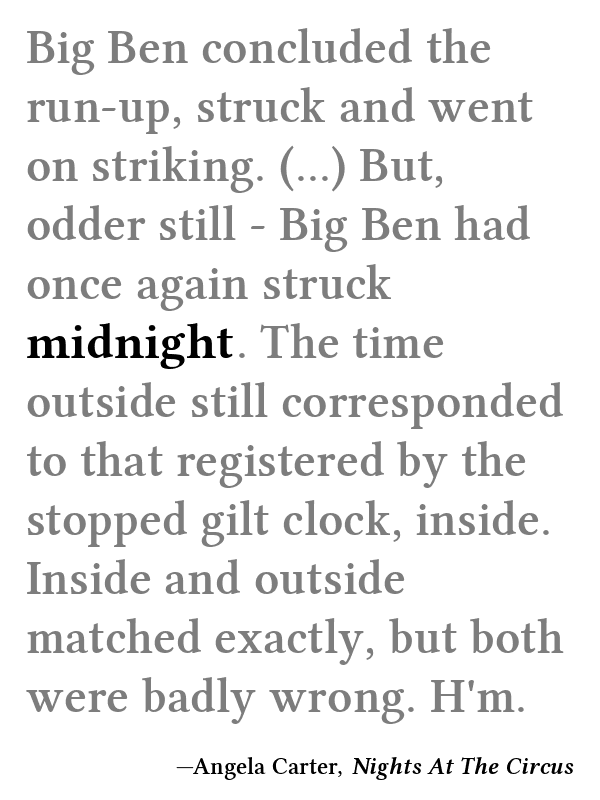 Big Ben concluded the
run-up, struck and went
on striking. (...) But,
odder still - Big Ben had
once again struck
midnight. The time
outside still corresponded
to that registered by the
stopped gilt clock, inside.
Inside and outside
matched exactly, but both
were badly wrong. H'm.
—Angela Carter, Nights At The Circus